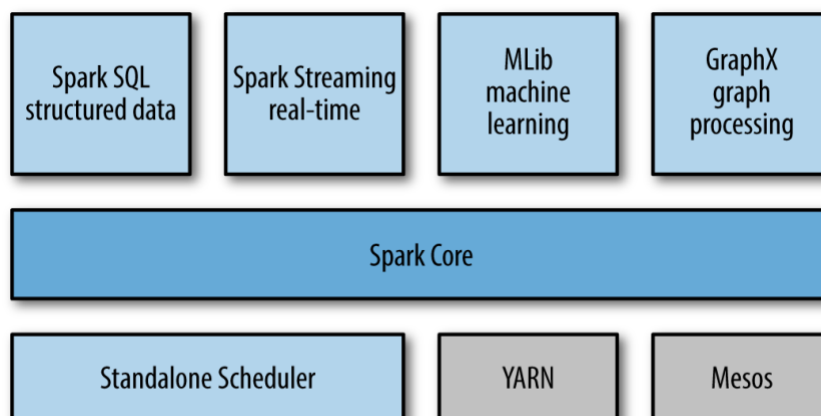 Spark SQL
structured data
Spark Streaming
real-time
MLib
machine
learning
GraphX
graph
processing
Spark Core
Standalone Scheduler
YARN
Mesos